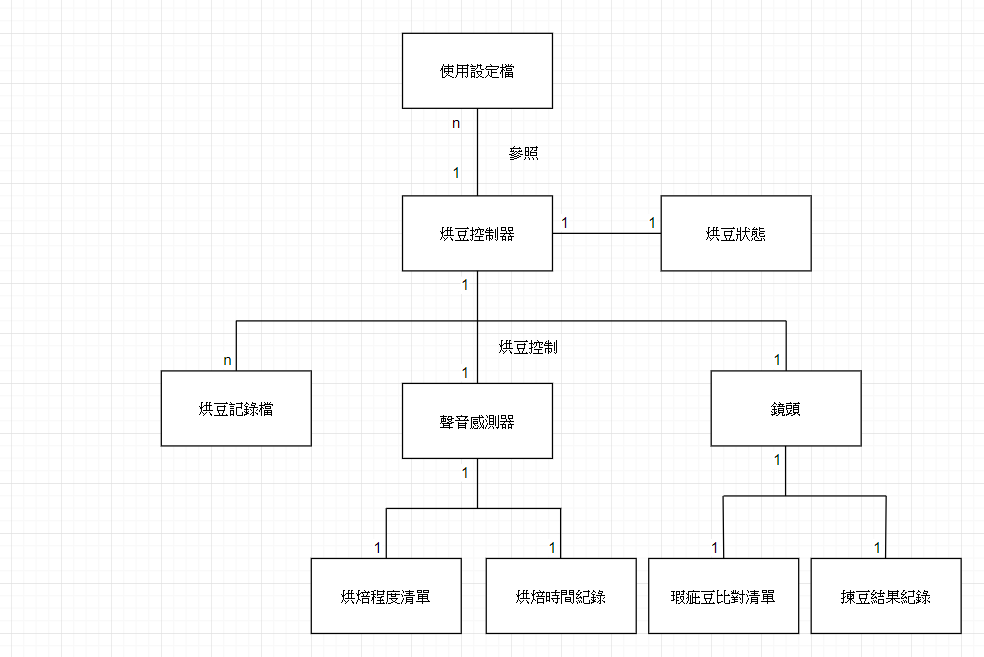 使用設定檔
n
參照
1
烘豆控制器
1
1
烘豆狀態
1
烘豆控制
n
1
1
烘豆記錄檔
聲音感測器
鏡頭
1
1
1
1
1
1
烘焙程度清單
烘焙時間紀錄
瑕疵豆比對清單
揀豆結果紀錄